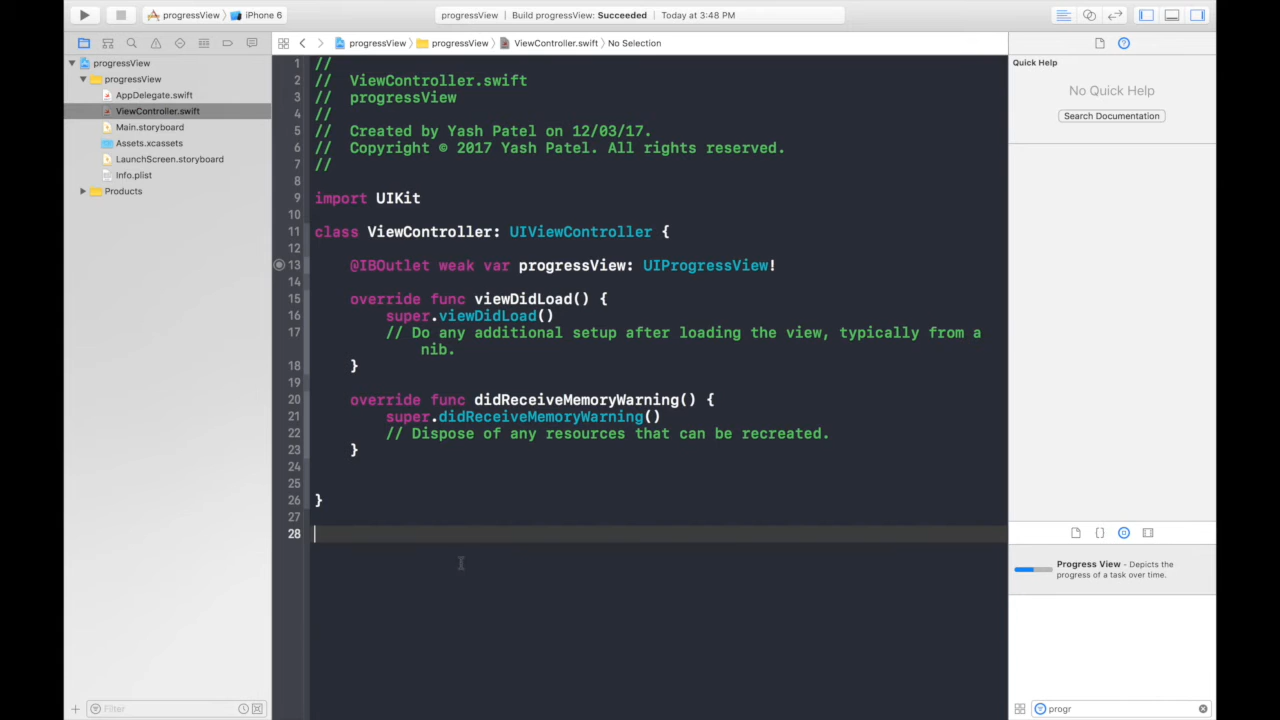 progressView
iPhone 6
progressView | Build progressView: Succeeded | Today at 3:48 PM
progressView
progressView
AppDelegate.swift
ViewController.swift
Main.storyboard
Assets.xcassets
LaunchScreen.storyboard
Info.plist
Products
Filter
progressView
progressView
ViewController.swift
No Selection
1 //
2 // ViewController.swift
3 // progressView
4 //
5 // Created by Yash Patel on 12/03/17.
6 // Copyright © 2017 Yash Patel. All rights reserved.
7 //
8
9 import UIKit
10
11 class ViewController: UIViewController {
12
13 @IBOutlet weak var progressView: UIProgressView!
14
15 override func viewDidLoad() {
16 super.viewDidLoad()
17 // Do any additional setup after loading the view, typically from a
nib.
18 }
19
20 override func didReceiveMemoryWarning() {
21 super.didReceiveMemoryWarning()
22 // Dispose of any resources that can be recreated.
23 }
24
25
26 }
27
28
Quick Help
No Quick Help
Search Documentation
Progress View - Depicts the
progress of a task over time.
progr